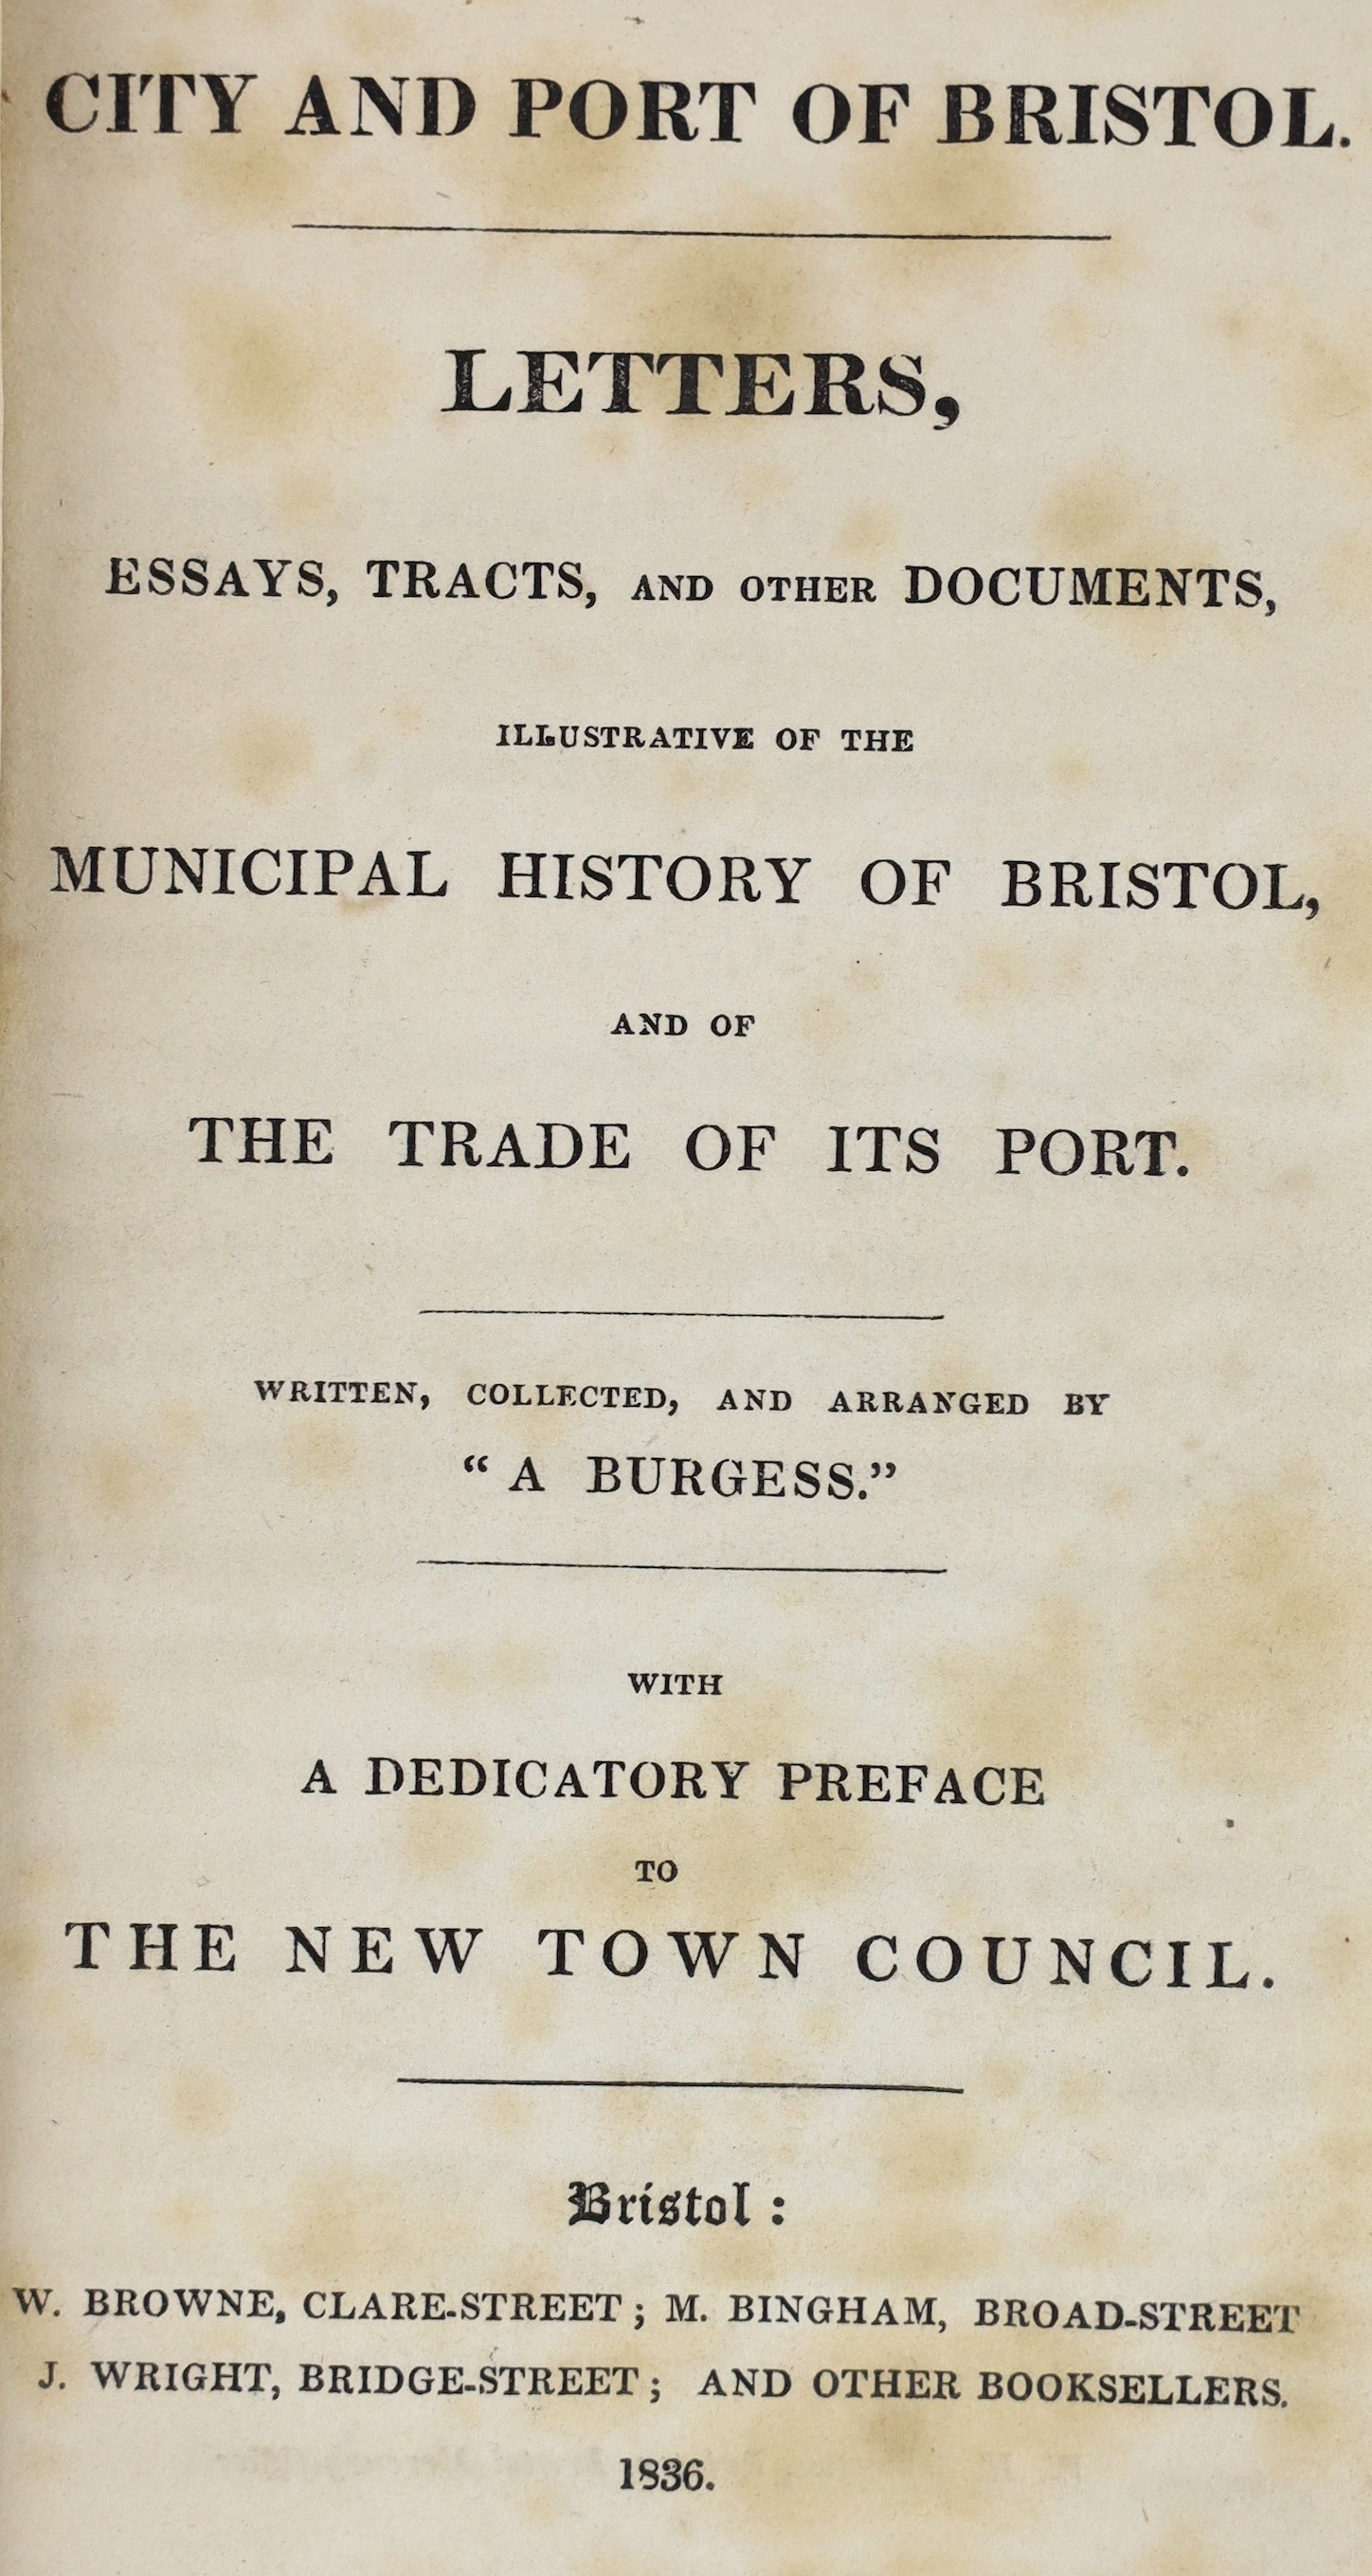 CITY AND PORT OF BRISTOL.
LETTERS,
ESSAYS, TRACTS, AND OTHER DOCUMENTS,
ILLUSTRATIVE OF THE
MUNICIPAL HISTORY OF BRISTOL,
AND OF
THE TRADE OF ITS PORT.
WRITTEN, COLLECTED, AND ARRANGED BY
“ A BURGESS.”
WITH
A DEDICATORY PREFACE
TO
THE NEW TOWN COUNCIL.
Bristol :
W. BROWNE, CLARE-STREET ; M. BINGHAM, BROAD-STREET
J. WRIGHT, BRIDGE-STREET ; AND OTHER BOOKSELLERS.
1836.